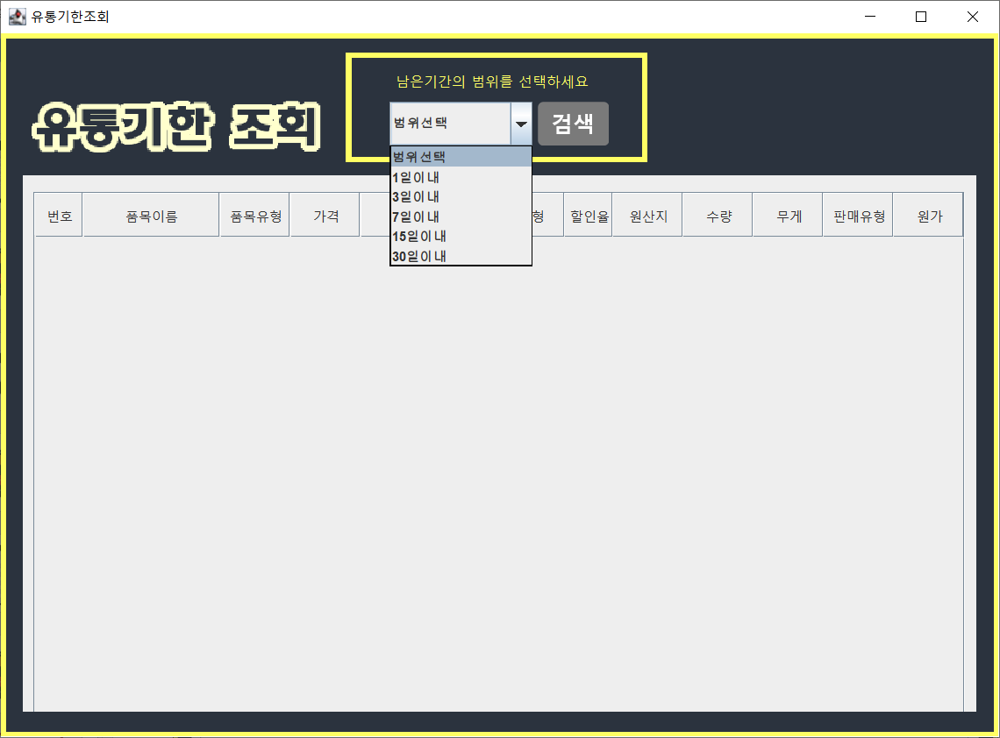 유통기한조회
남은기간의 범위를 선택하세요
유통기한 조회
범위선택
검색
범위선택
1일이내
3일이내
7일이내
15일이내
30일이내
번호 품목이름 품목유형 가격 형 할인율 원산지 수량 무게 판매유형 원가